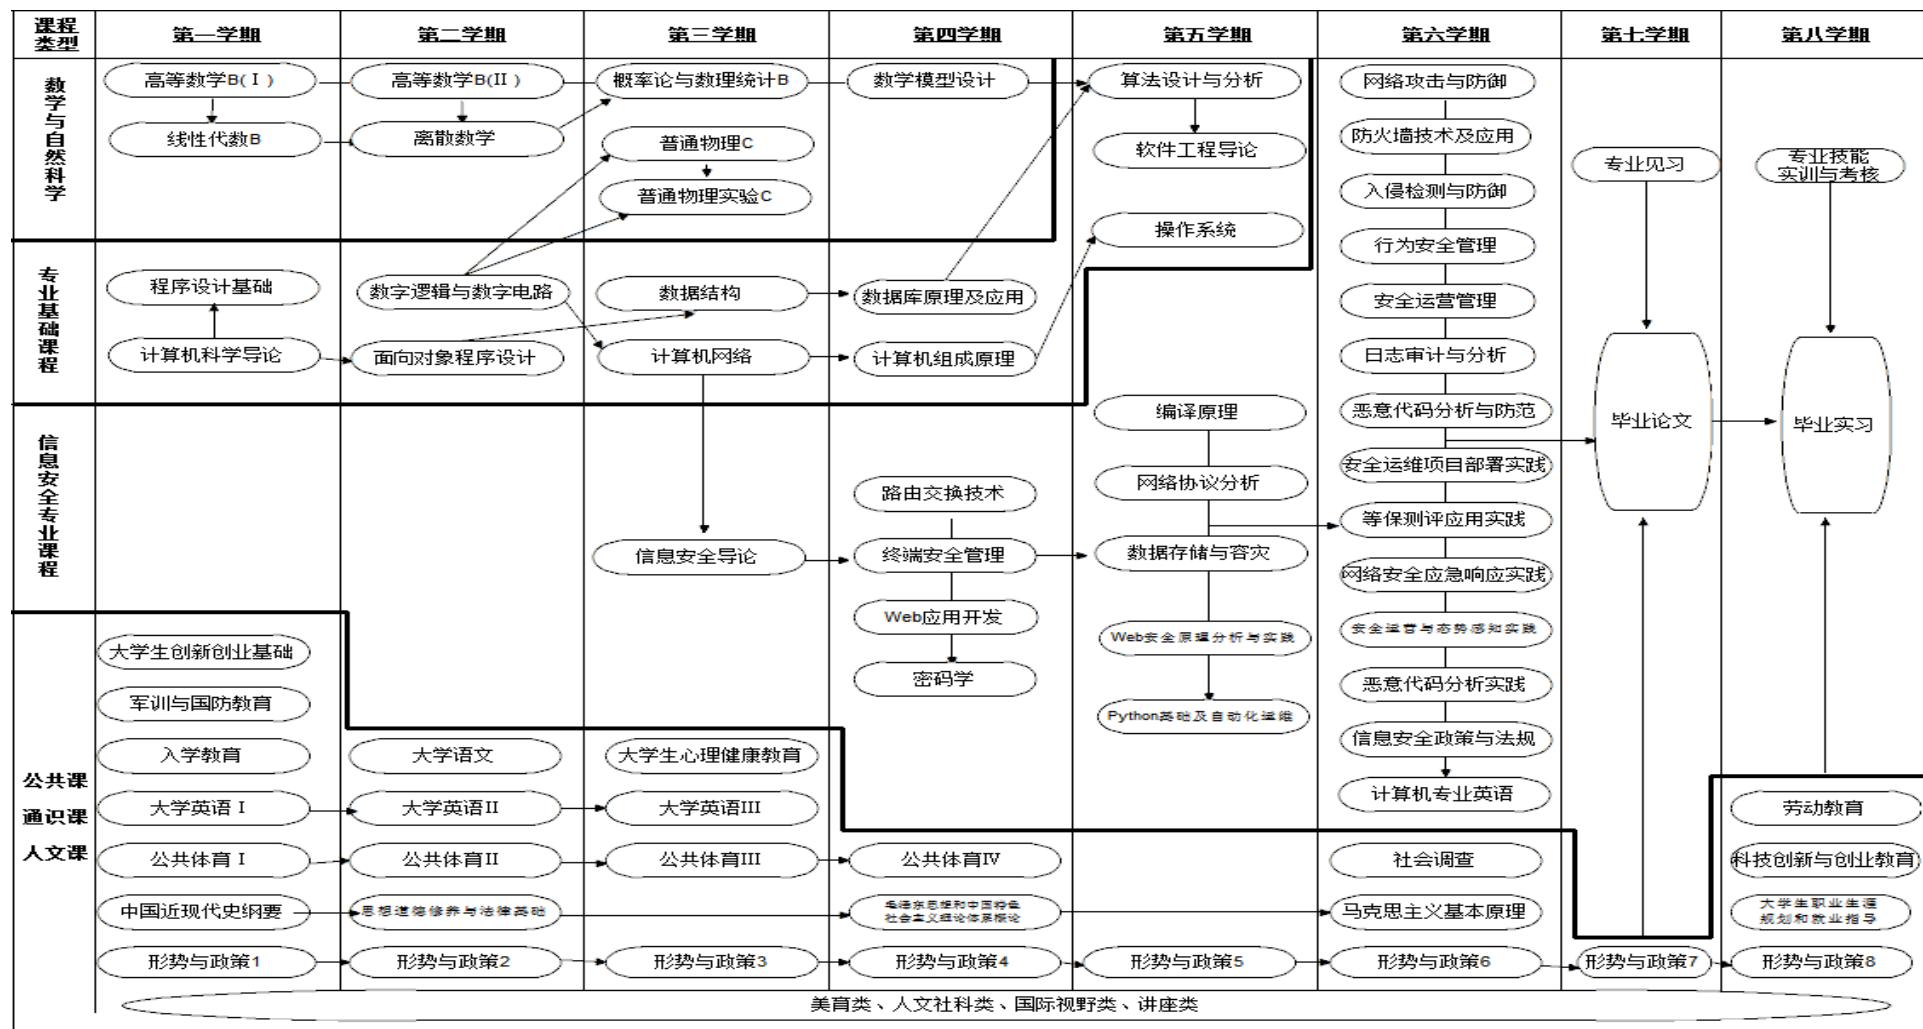 课程
类型
第一学期
第二学期
第三学期
第四学期
第五学期
第六学期
第七学期
第八学期
数学与自然科学
高等数学B(Ⅰ)
高等数学B(II)
概率论与数理统计B
数学模型设计
算法设计与分析
网络攻击与防御
线性代数B
离散数学
普通物理C
软件工程导论
防火墙技术及应用
专业见习
专业技能
实训与考核
普通物理实验C
入侵检测与防御
操作系统
行为安全管理
专业基础课程
程序设计基础
数字逻辑与数字电路
数据结构
数据库原理及应用
安全运营管理
计算机科学导论
面向对象程序设计
计算机网络
计算机组成原理
日志审计与分析
信息安全专业课程
编译原理
恶意代码分析与防范
毕业论文
毕业实习
安全运维项目部署实践
路由交换技术
网络协议分析
等保测评应用实践
信息安全导论
终端安全管理
数据存储与容灾
网络安全应急响应实践
Web应用开发
Web安全原理分析与实践
安全运营与态势感知实践
密码学
恶意代码分析实践
Python基础及自动化运维
信息安全政策与法规
计算机专业英语
公共课
通识课
人文课
大学生创新创业基础
军训与国防教育
入学教育
大学语文
大学生心理健康教育
大学英语Ⅰ
大学英语II
大学英语III
劳动教育
公共体育Ⅰ
公共体育II
公共体育III
公共体育Ⅳ
社会调查
科技创新与创业教育
中国近现代史纲要
思想道德修养与法律基础
毛泽东思想和中国特色
社会主义理论体系概论
马克思主义基本原理
大学生职业生涯
规划和就业指导
形势与政策1
形势与政策2
形势与政策3
形势与政策4
形势与政策5
形势与政策6
形势与政策7
形势与政策8
美育类、人文社科类、国际视野类、讲座类